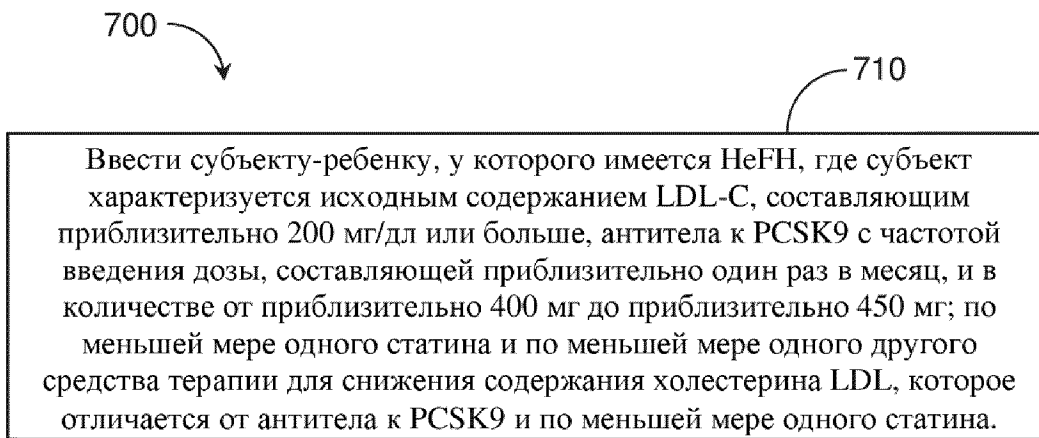 700
710
Ввести субъекту-ребенку, у которого имеется HeFH, где субъект
характеризуется исходным содержанием LDL-C, составляющим
приблизительно 200 мг/дл или больше, антитела к PCSK9 с частотой
введения дозы, составляющей приблизительно один раз в месяц, и в
количестве от приблизительно 400 мг до приблизительно 450 мг; по
меньшей мере одного статина и по меньшей мере одного другого
средства терапии для снижения содержания холестерина LDL, которое
отличается от антитела к PCSK9 и по меньшей мере одного статина.